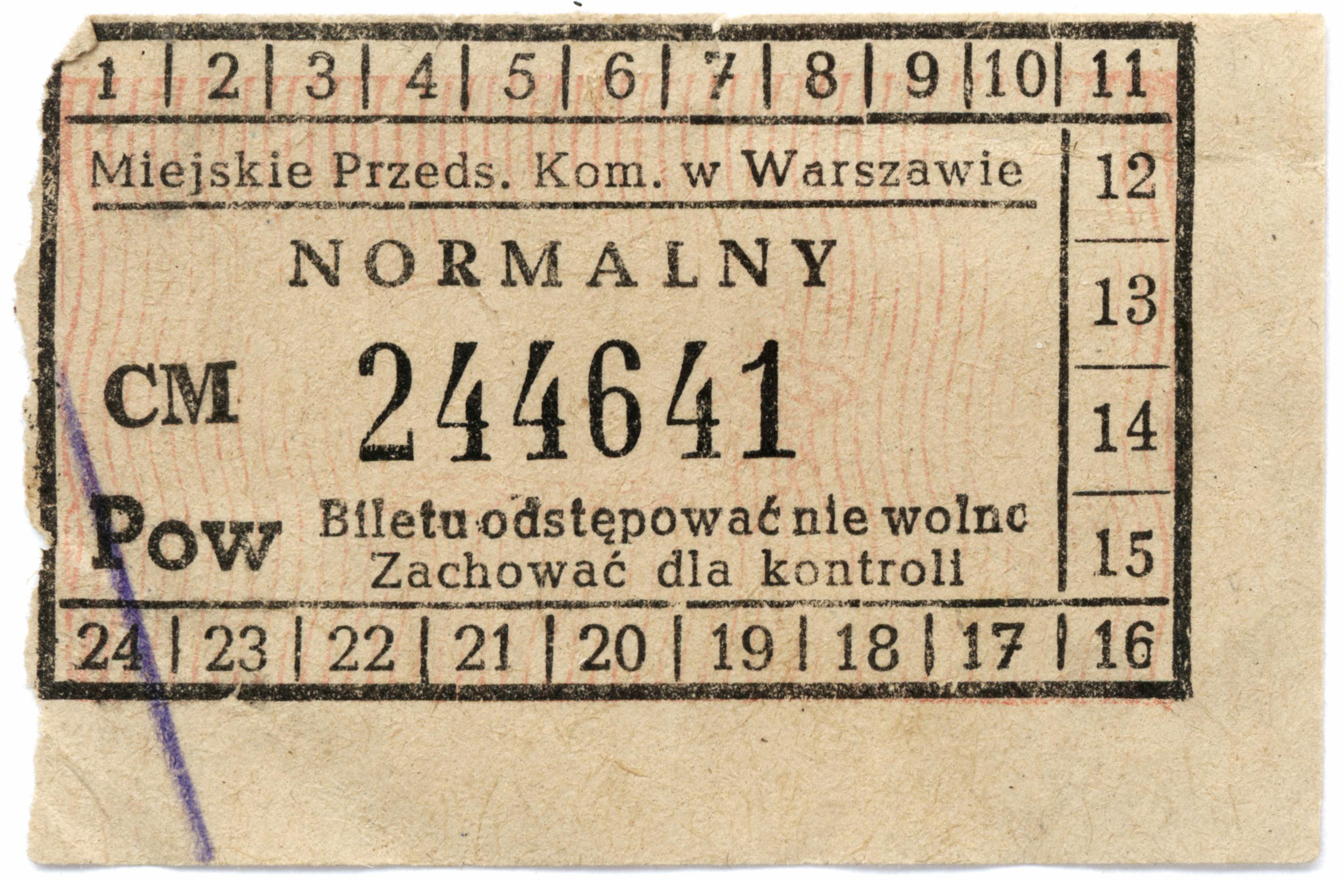 1 | 2 | 3 | 4 | 5 | 6 | 7 | 8 | 9 | 10 | 11
Miejskie Przeds. Kom. w Warszawie
12
NORMALNY
13
CM 244641
14
Pow Biletu odstępować nie wolno
Zachować dla kontroli
15
24 | 23 | 22 | 21 | 20 | 19 | 18 | 17 | 16